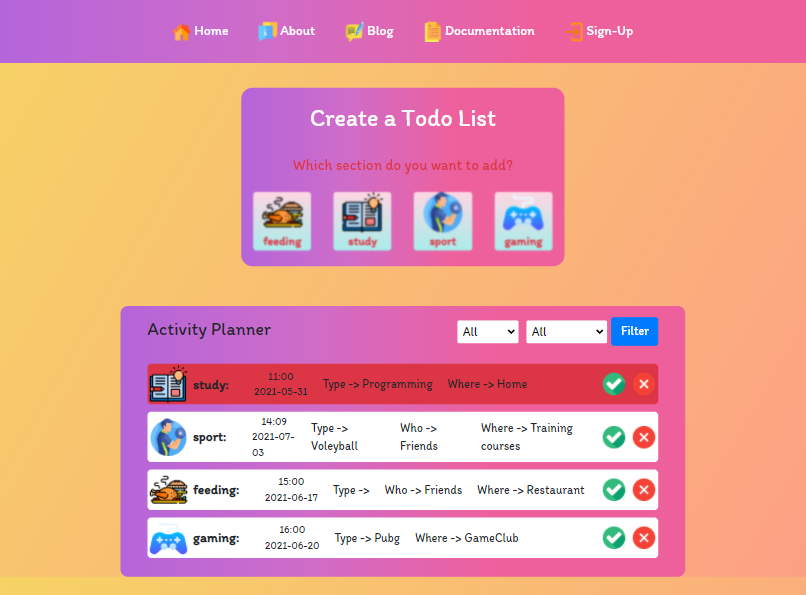 Home About Blog Documentation Sign-Up
Create a Todo List
Which section do you want to add?
feeding study sport gaming
Activity Planner All All Filter
study: 11:00 2021-05-31 Type -> Programming Where -> Home
sport: 14:09 2021-07-03 Type -> Voleyball Who -> Friends Where -> Training courses
feeding: 15:00 2021-06-17 Type -> Who -> Friends Where -> Restaurant
gaming: 16:00 2021-06-20 Type -> Pubg Where -> GameClub